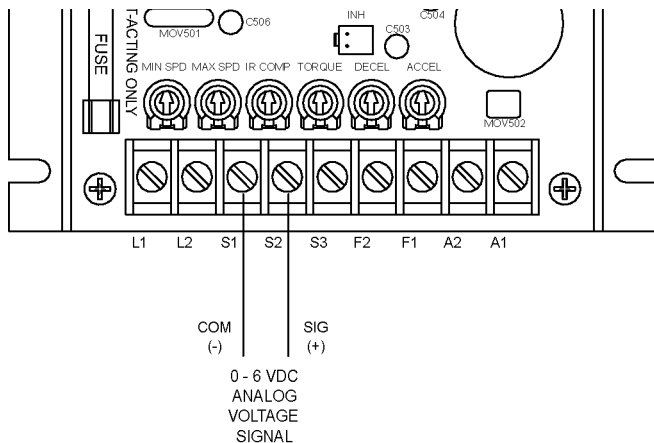 C506
MOV501
INH
C503
C504
FUSE
T-ACTING ONLY
MIN SPD MAX SPD IR COMP TORQUE DECEL ACCEL
MOV502
L1 L2 S1 S2 S3 F2 F1 A2 A1
COM
(-)
SIG
(+)
0 - 6 VDC
ANALOG
VOLTAGE
SIGNAL